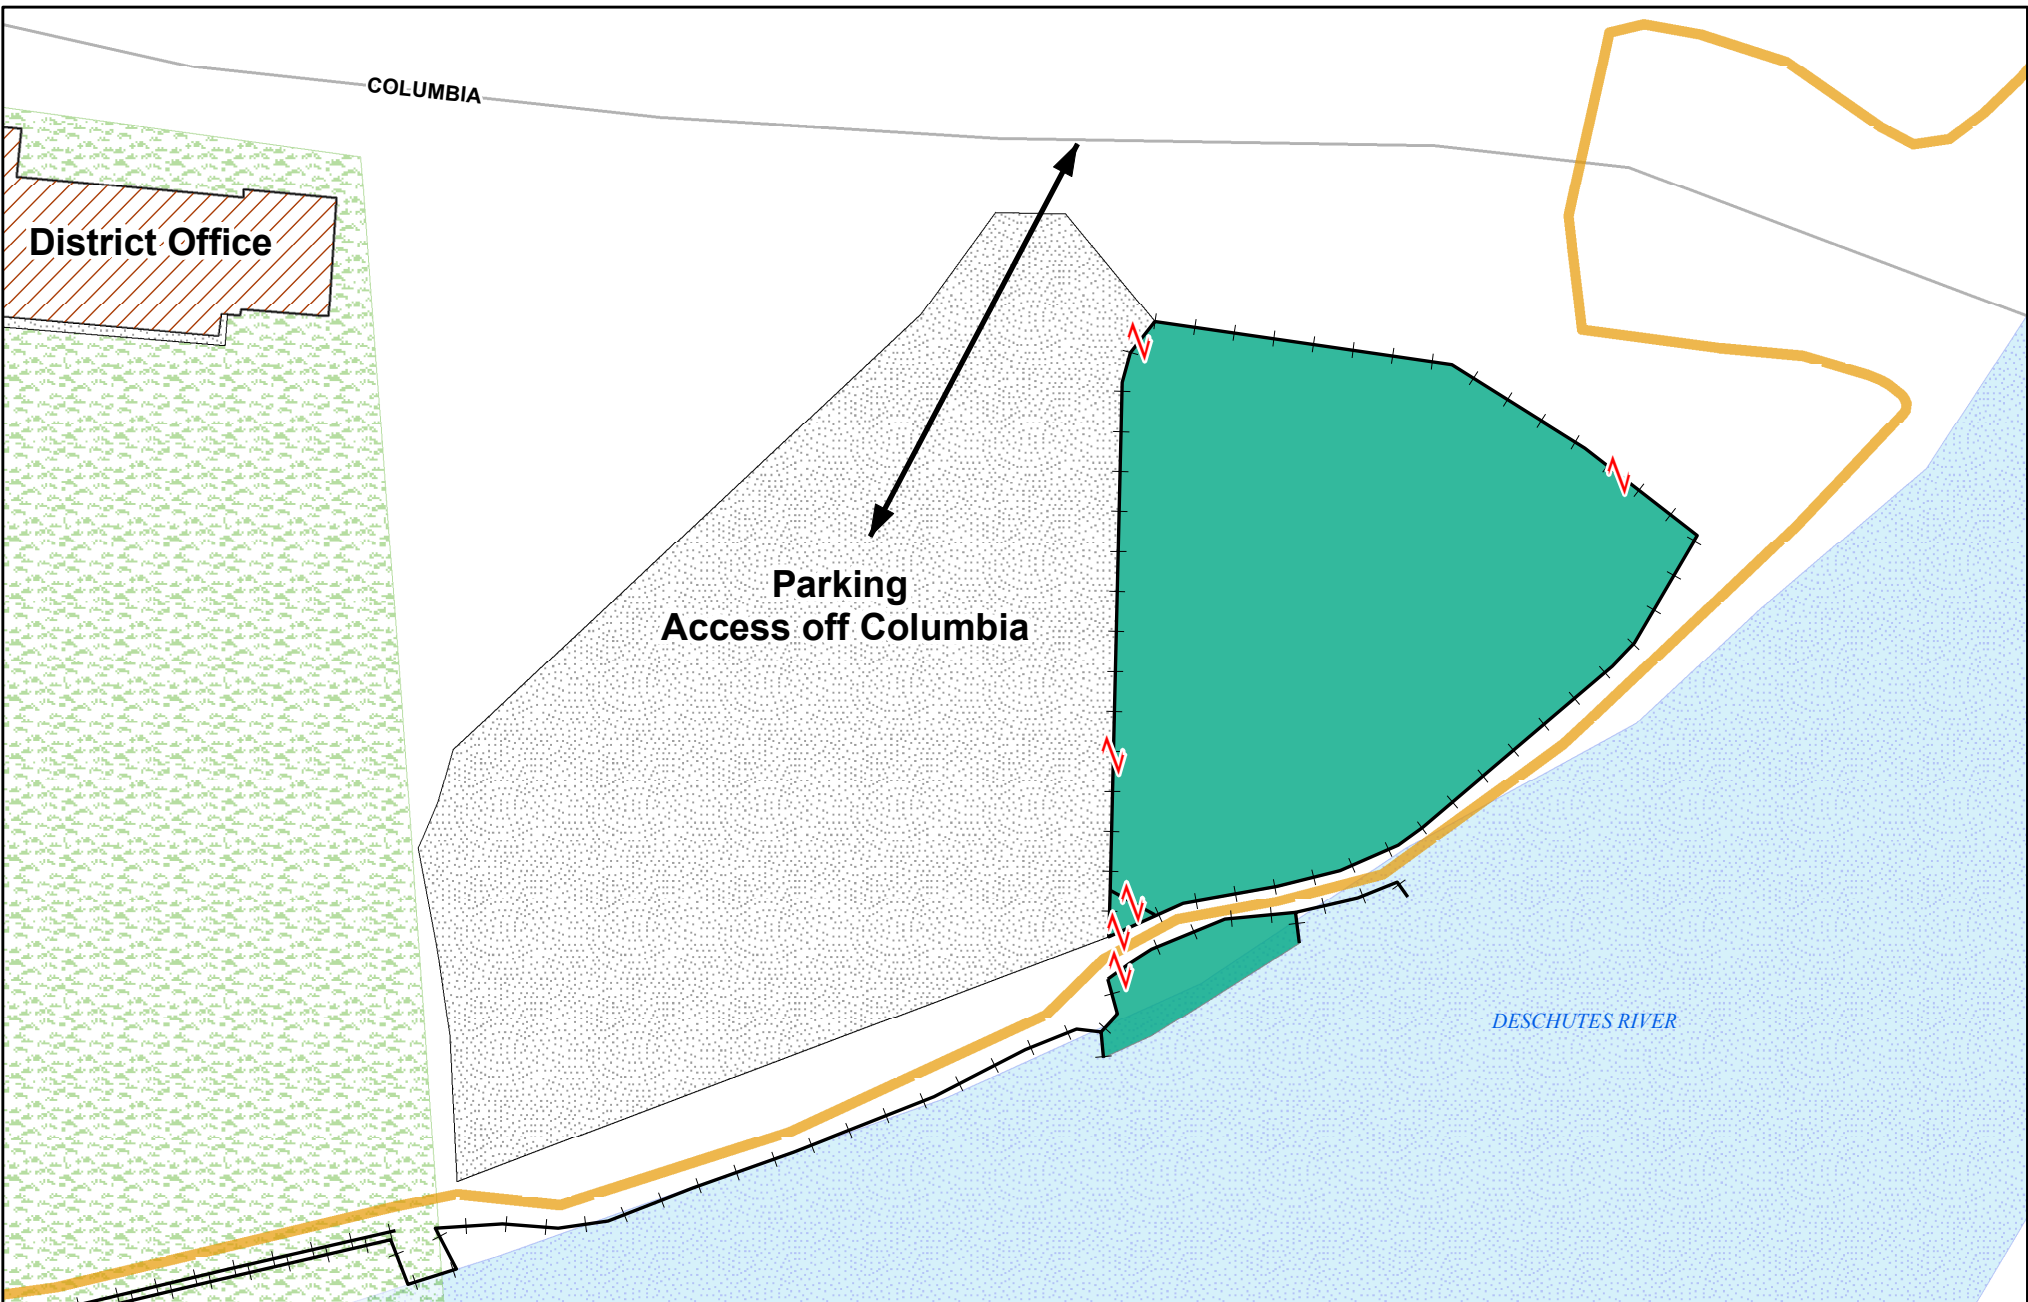 COLUMBIA
District Office
Parking
Access off Columbia
DESCHUTES RIVER